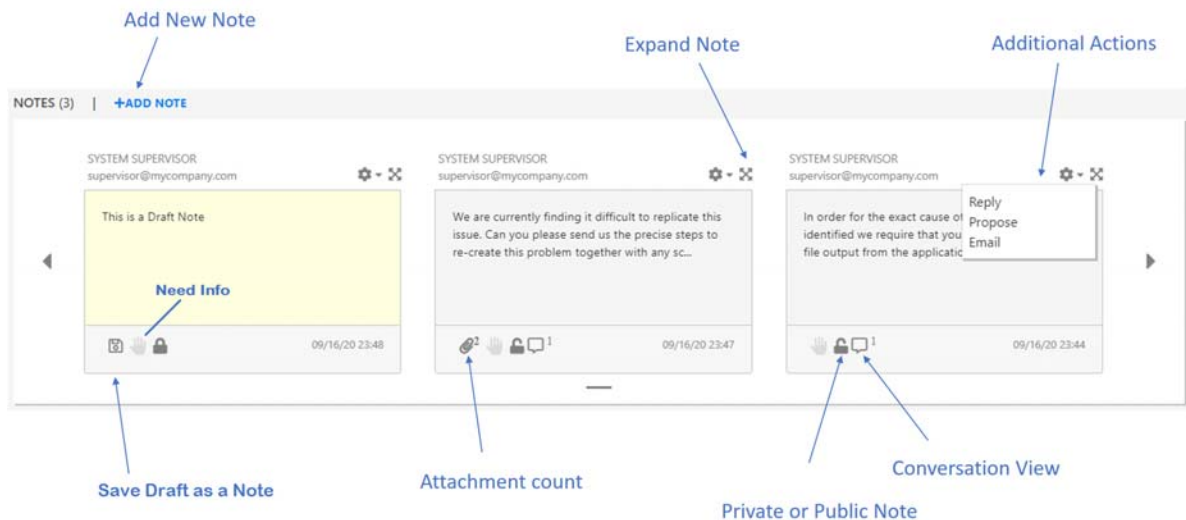 Add New Note
Expand Note
Additional Actions
NOTES (3) | +ADD NOTE
SYSTEM SUPERVISOR
supervisor@mycompany.com
This is a Draft Note
Need Info
09/16/20 23:48
SYSTEM SUPERVISOR
supervisor@mycompany.com
We are currently finding it difficult to replicate this
issue. Can you please send us the precise steps to
re-create this problem together with any sc...
2
1
09/16/20 23:47
SYSTEM SUPERVISOR
supervisor@mycompany.com
Reply
Propose
Email
In order for the exact cause of
identified we require that you
file output from the applicatio
1
09/16/20 23:44
Save Draft as a Note
Attachment count
Conversation View
Private or Public Note